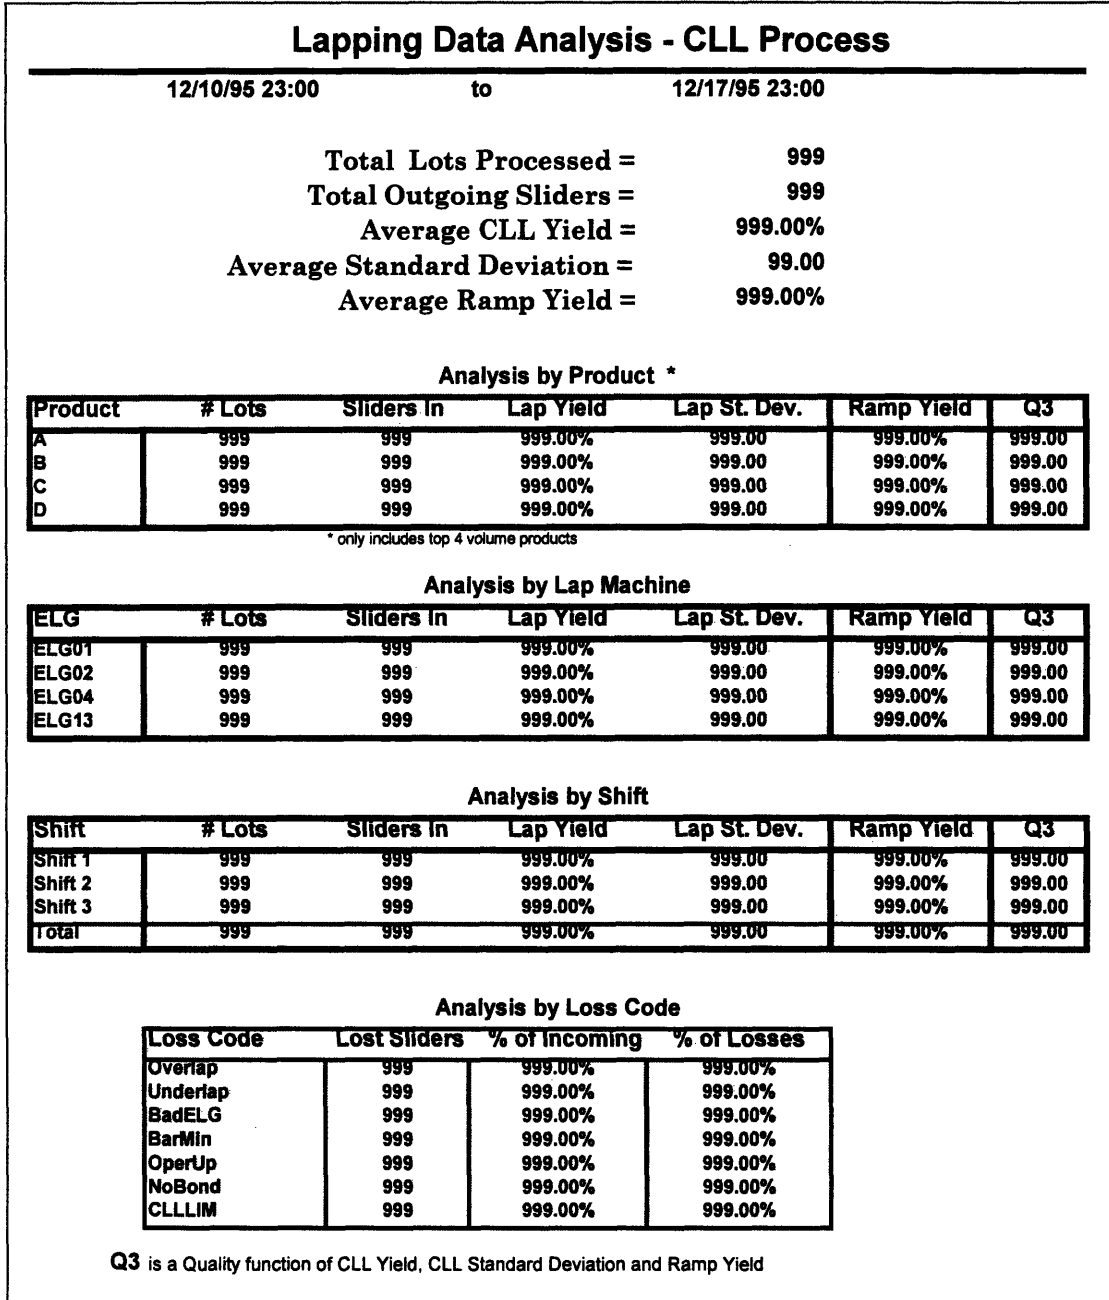 Lapping Data Analysis - CLL Process
12/10/95 23:00 to 12/17/95 23:00
Total Lots Processed = 999
Total Outgoing Sliders = 999
Average CLL Yield = 999.00%
Average Standard Deviation = 99.00
Average Ramp Yield = 999.00%
Analysis by Product *
Product # Lots Sliders In Lap Yield Lap St. Dev. Ramp Yield Q3
A 999 999 999.00% 999.00 999.00% 999.00
B 999 999 999.00% 999.00 999.00% 999.00
C 999 999 999.00% 999.00 999.00% 999.00
D 999 999 999.00% 999.00 999.00% 999.00
* only includes top 4 volume products
Analysis by Lap Machine
ELG # Lots Sliders In Lap Yield Lap St. Dev. Ramp Yield Q3
ELG01 999 999 999.00% 999.00 999.00% 999.00
ELG02 999 999 999.00% 999.00 999.00% 999.00
ELG04 999 999 999.00% 999.00 999.00% 999.00
ELG13 999 999 999.00% 999.00 999.00% 999.00
Analysis by Shift
Shift # Lots Sliders In Lap Yield Lap St. Dev. Ramp Yield Q3
Shift 1 999 999 999.00% 999.00 999.00% 999.00
Shift 2 999 999 999.00% 999.00 999.00% 999.00
Shift 3 999 999 999.00% 999.00 999.00% 999.00
Total 999 999 999.00% 999.00 999.00% 999.00
Analysis by Loss Code
Loss Code Lost Sliders % of Incoming % of Losses
Overlap 999 999.00% 999.00%
Underlap 999 999.00% 999.00%
BadELG 999 999.00% 999.00%
BarMin 999 999.00% 999.00%
OperUp 999 999.00% 999.00%
NoBond 999 999.00% 999.00%
CLLLIM 999 999.00% 999.00%
Q3 is a Quality function of CLL Yield, CLL Standard Deviation and Ramp Yield